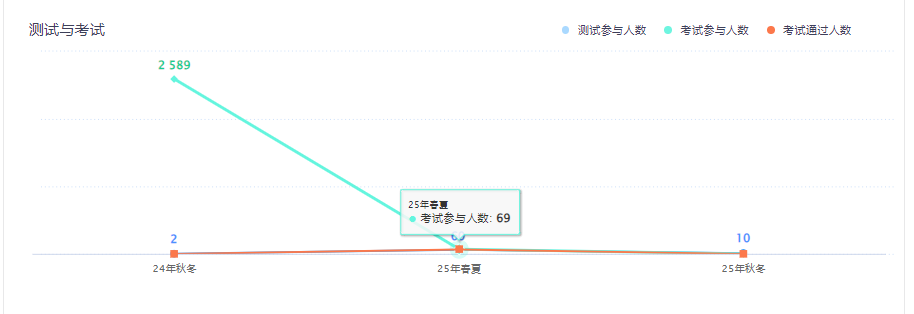 测试与考试
测试参与人数 考试参与人数 考试通过人数
2 589
25年春夏
考试参与人数: 69
2
10
24年秋冬 25年春夏 25年秋冬